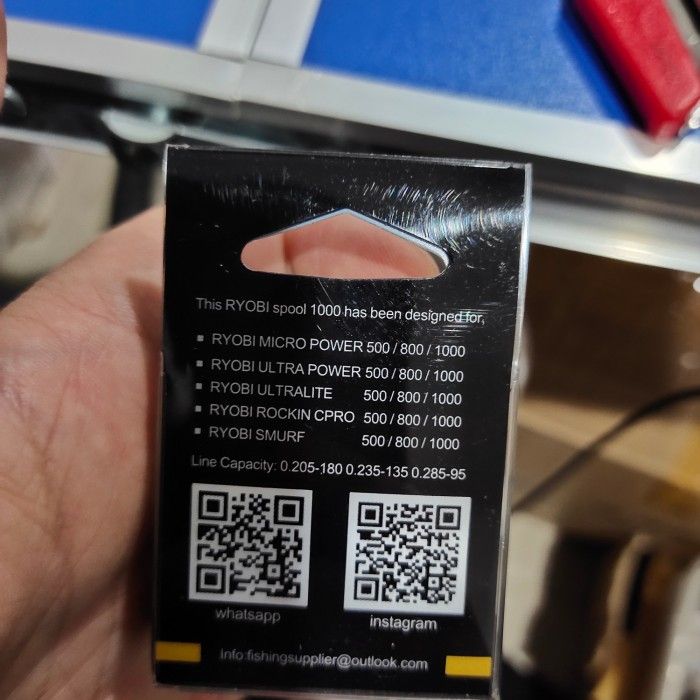 This RYOBI spool 1000 has been designed for,
▪ RYOBI MICRO POWER 500 / 800 / 1000
▪ RYOBI ULTRA POWER 500 / 800 / 1000
▪ RYOBI ULTRALITE 500 / 800 / 1000
▪ RYOBI ROCKIN CPRO 500 / 800 / 1000
▪ RYOBI SMURF 500 / 800 / 1000
Line Capacity: 0.205-180 0.235-135 0.285-95
whatsapp instagram
Info:fishingsupplier@outlook.com